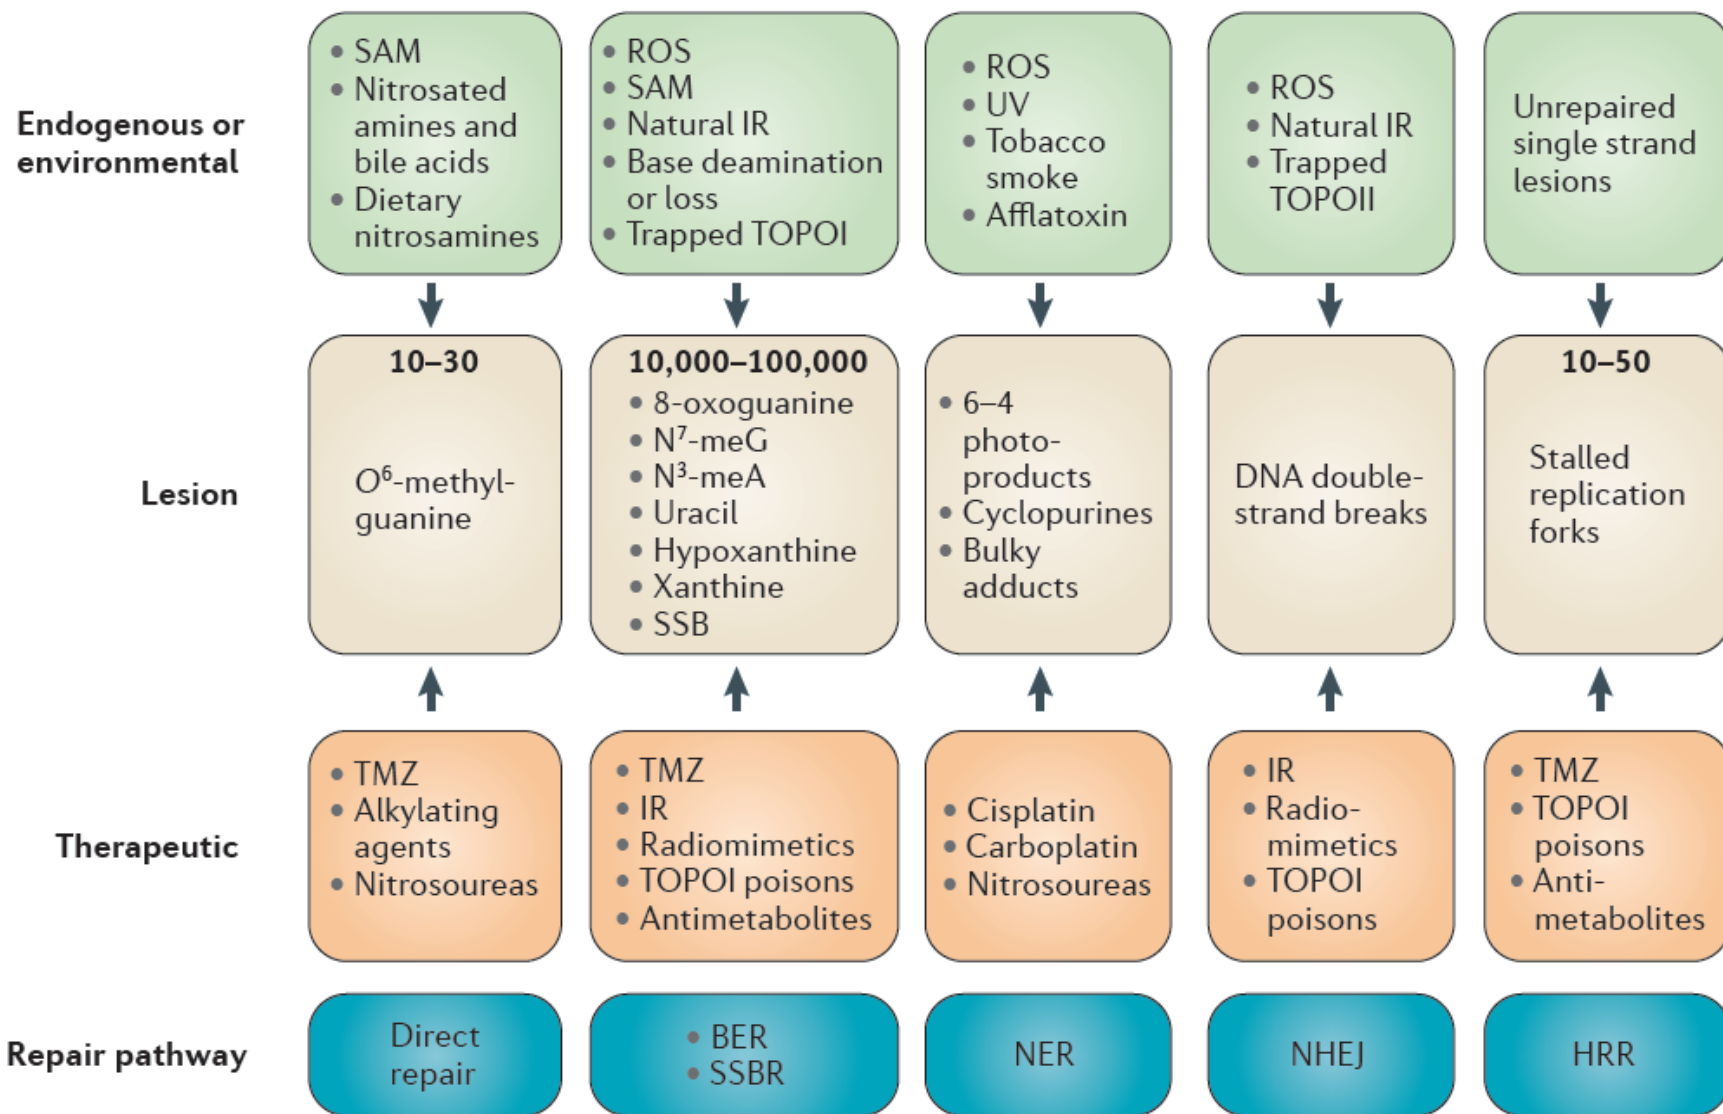 Endogenous or
environmental
SAM
Nitrosated
amines and
bile acids
Dietary
nitrosamines
ROS
SAM
Natural IR
Base deamination
or loss
Trapped TOPOI
ROS
UV
Tobacco
smoke
Afflatoxin
ROS
Natural IR
Trapped
TOPOII
Unrepaired
single strand
lesions
Lesion
10–30
O⁶-methyl-
guanine
10,000–100,000
8-oxoguanine
N⁷-meG
N³-meA
Uracil
Hypoxanthine
Xanthine
SSB
6–4
photo-
products
Cyclopurines
Bulky
adducts
DNA double-
strand breaks
10–50
Stalled
replication
forks
Therapeutic
TMZ
Alkylating
agents
Nitrosoureas
TMZ
IR
Radiomimetics
TOPOI poisons
Antimetabolites
Cisplatin
Carboplatin
Nitrosoureas
IR
Radio-
mimetics
TOPOI
poisons
TMZ
TOPOI
poisons
Anti-
metabolites
Repair pathway
Direct
repair
BER
SSBR
NER
NHEJ
HRR